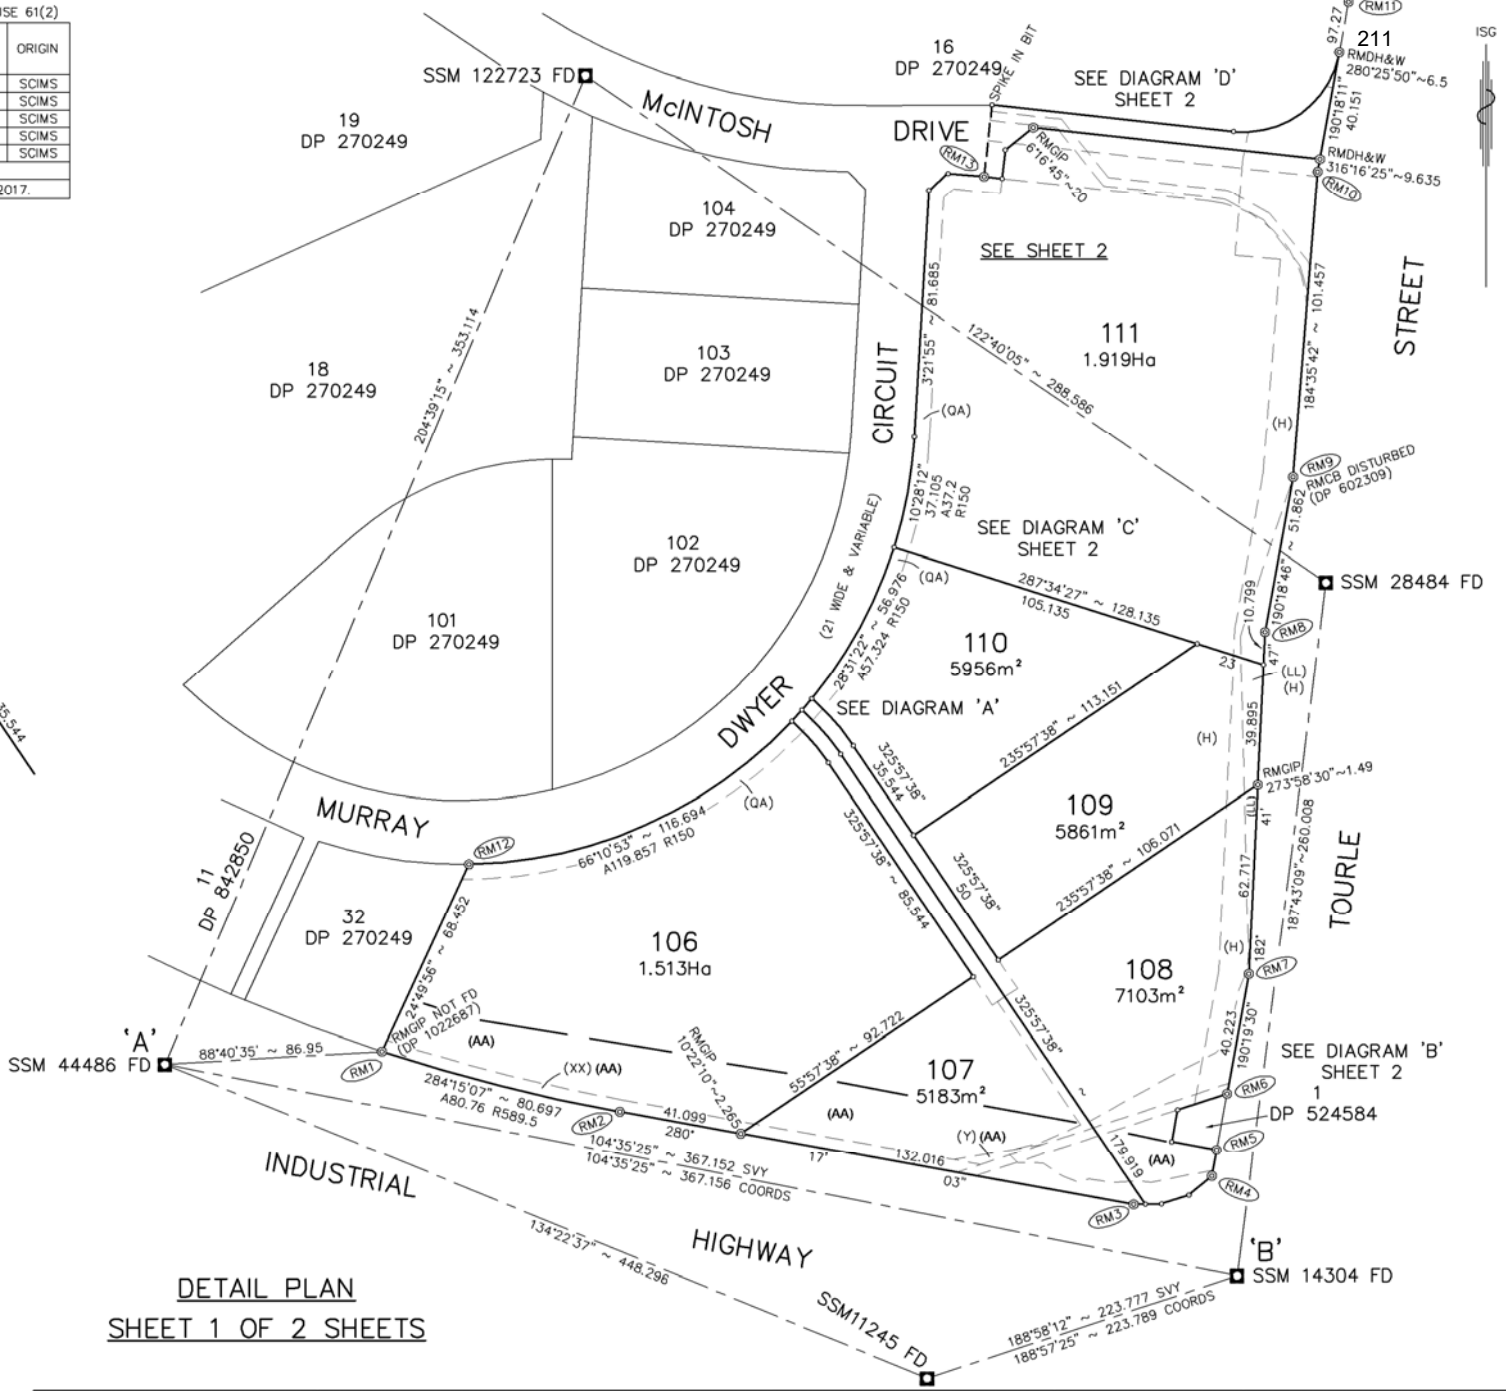 SE 61(2)
ORIGIN
SCIMS
SCIMS
SCIMS
SCIMS
SCIMS
2017.
RM11
97.27
211
RMDH&W
280°25'50"~6.5
190°18'11"
40.151
RMDH&W
316°16'25"~9.635
RM10
ISG
16
DP 270249
SPIKE IN BIT
SEE DIAGRAM 'D'
SHEET 2
SSM 122723 FD
McINTOSH
DRIVE
RM13
RMGIP
6°16'45"~20
19
DP 270249
104
DP 270249
SEE SHEET 2
3°21'55" ~ 81.685
184°35'42" ~ 101.457
STREET
204°39'15" ~ 353.114
122°40'05" ~ 288.586
111
1.919Ha
18
DP 270249
103
DP 270249
CIRCUIT
(QA)
(H)
RM9
RMCB DISTURBED
(DP 602309)
10°28'12"
37.105
A37.2
R150
190°18'46" ~ 51.862
SEE DIAGRAM 'C'
SHEET 2
102
DP 270249
(21 WIDE & VARIABLE)
(QA)
287°34'27" ~ 128.135
105.135
SSM 28484 FD
10.799
RM8
101
DP 270249
28°31'22" ~ 56.976
A57.324 R150
110
5956m²
23
47"
(LL)
(H)
35.544
DWYER
SEE DIAGRAM 'A'
235°57'38" ~ 113.151
39.895
(H)
325°57'38"
35.544
RMGIP
273°58'30"~1.49
(LL)
41'
MURRAY
(QA)
109
5861m²
187°43'09"~260.008
RM12
66°10'53" ~ 116.694
A119.857 R150
325°57'38" ~ 85.544
325°57'38"
50
235°57'38" ~ 106.071
62.717
TOURLE
11
DP 842850
32
DP 270249
24°49'56" ~ 68.452
106
1.513Ha
(H)
182°
RM7
108
7103m²
RMGIP NOT FD
(DP 1022687)
'A'
SSM 44486 FD
88°40'35' ~ 86.95
RM1
(AA)
(XX) (AA)
RMGIP
10°22'10"~2.265
55°57'38" ~ 92.722
325°57'38"
~
179.919
40.223
190°19'30"
SEE DIAGRAM 'B'
SHEET 2
107
5183m²
284°15'07" ~ 80.697
A80.76 R589.5
RM2
41.099
280°
(AA)
RM6
1
DP 524584
104°35'25" ~ 367.152 SVY
104°35'25" ~ 367.156 COORDS
17'
132.016
03"
(Y)(AA)
(AA)
RM5
RM4
RM3
INDUSTRIAL
HIGHWAY
134°22'37" ~ 448.296
'B'
SSM 14304 FD
DETAIL PLAN
SHEET 1 OF 2 SHEETS
SSM11245 FD
188°58'12" ~ 223.777 SVY
188°57'25" ~ 223.789 COORDS